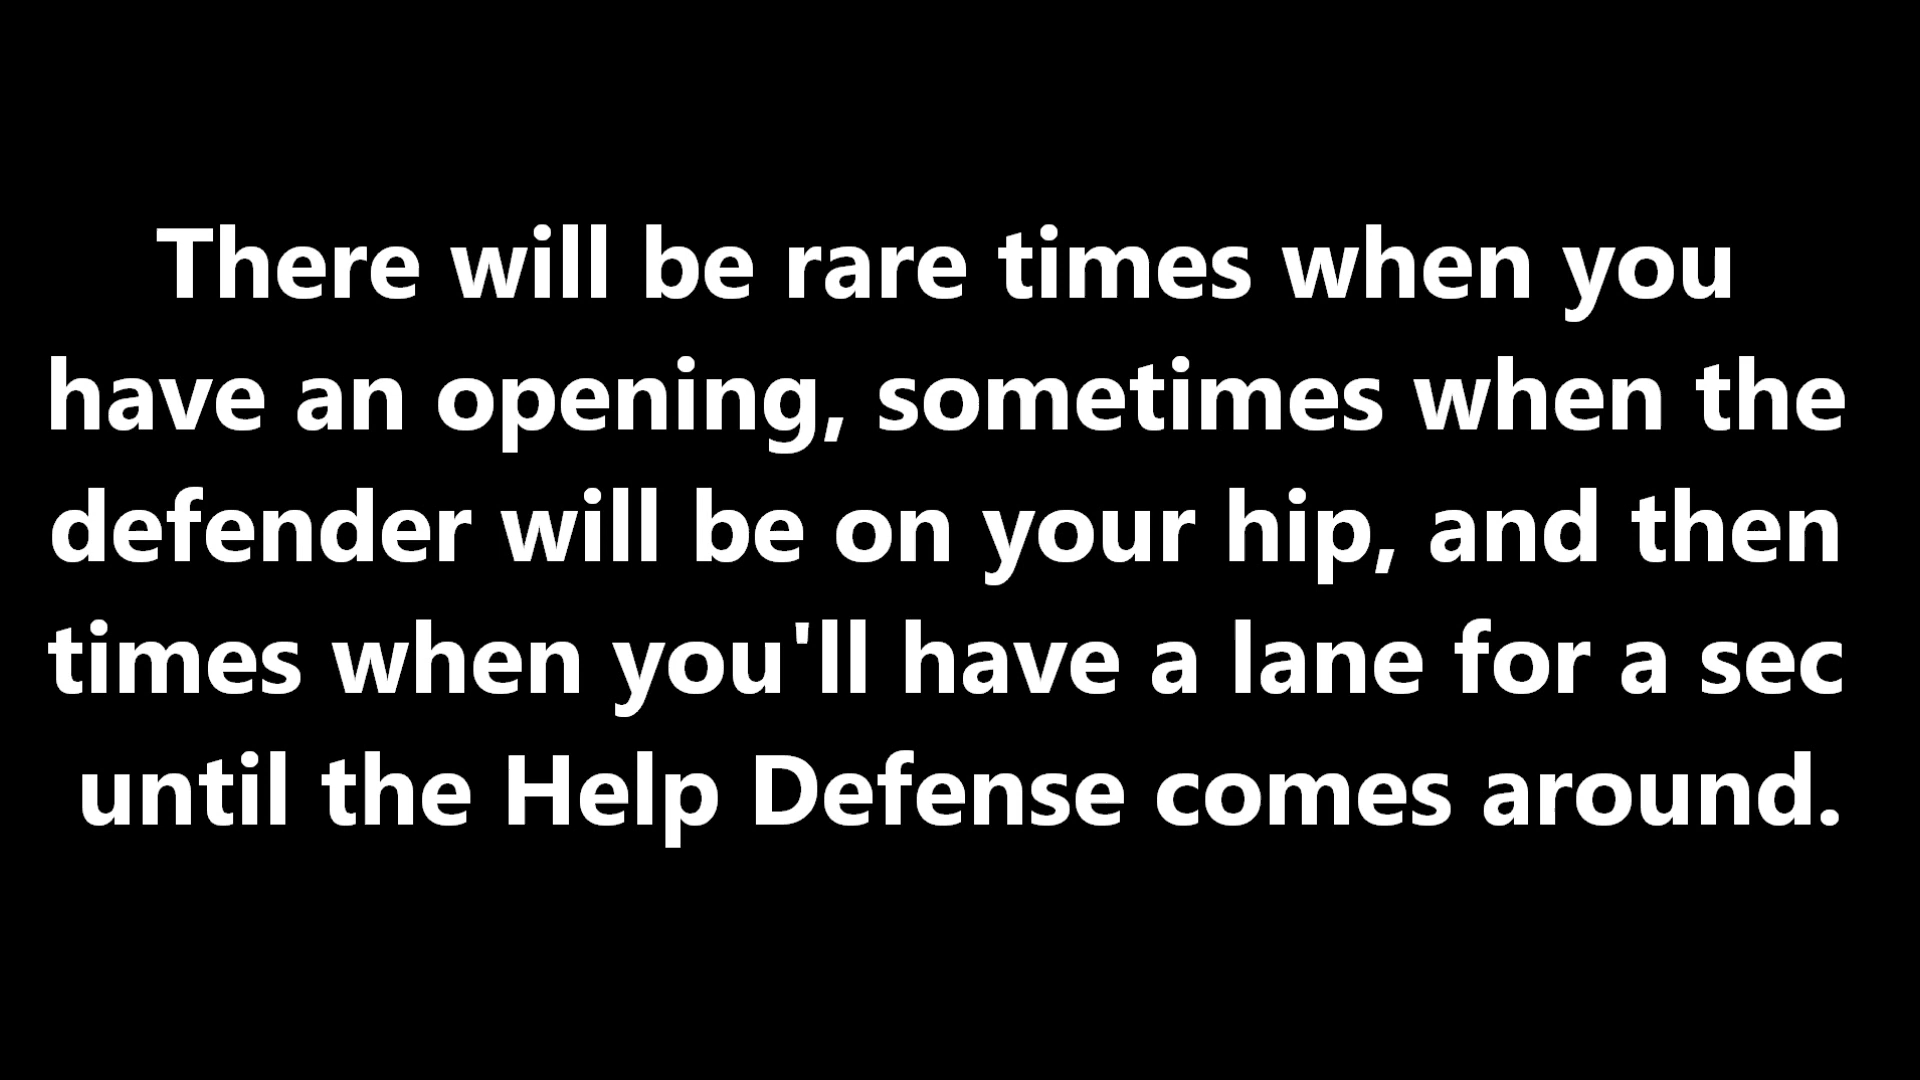 There will be rare times when you
have an opening, sometimes when the
defender will be on your hip, and then
times when you'll have a lane for a sec
until the Help Defense comes around.